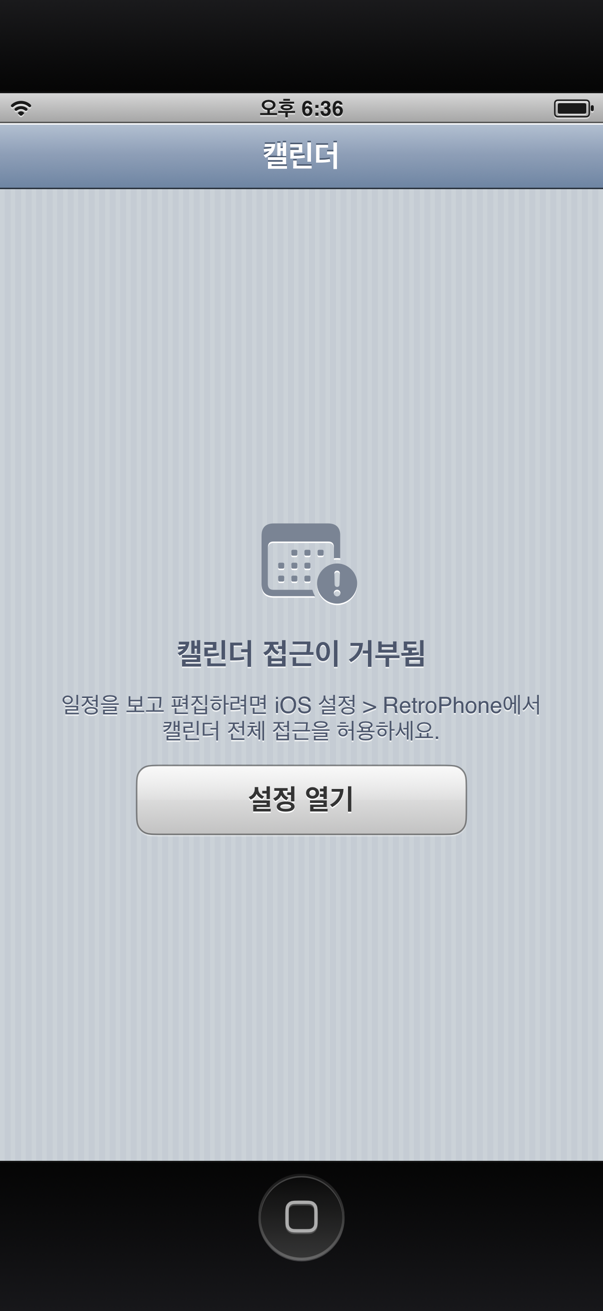 오후 6:36
캘린더
캘린더 접근이 거부됨
일정을 보고 편집하려면 iOS 설정 > RetroPhone에서
캘린더 전체 접근을 허용하세요.
설정 열기